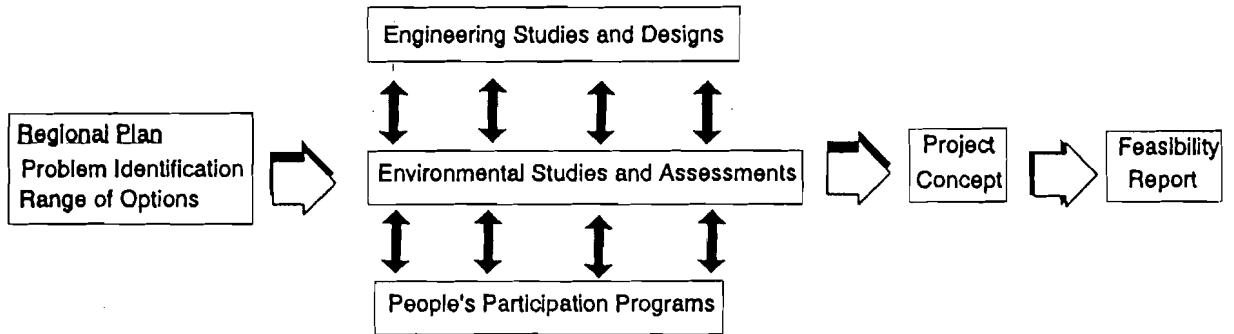 Engineering Studies and Designs
Regional Plan
Problem Identification
Range of Options
Environmental Studies and Assessments
Project
Concept
Feasibility
Report
People's Participation Programs